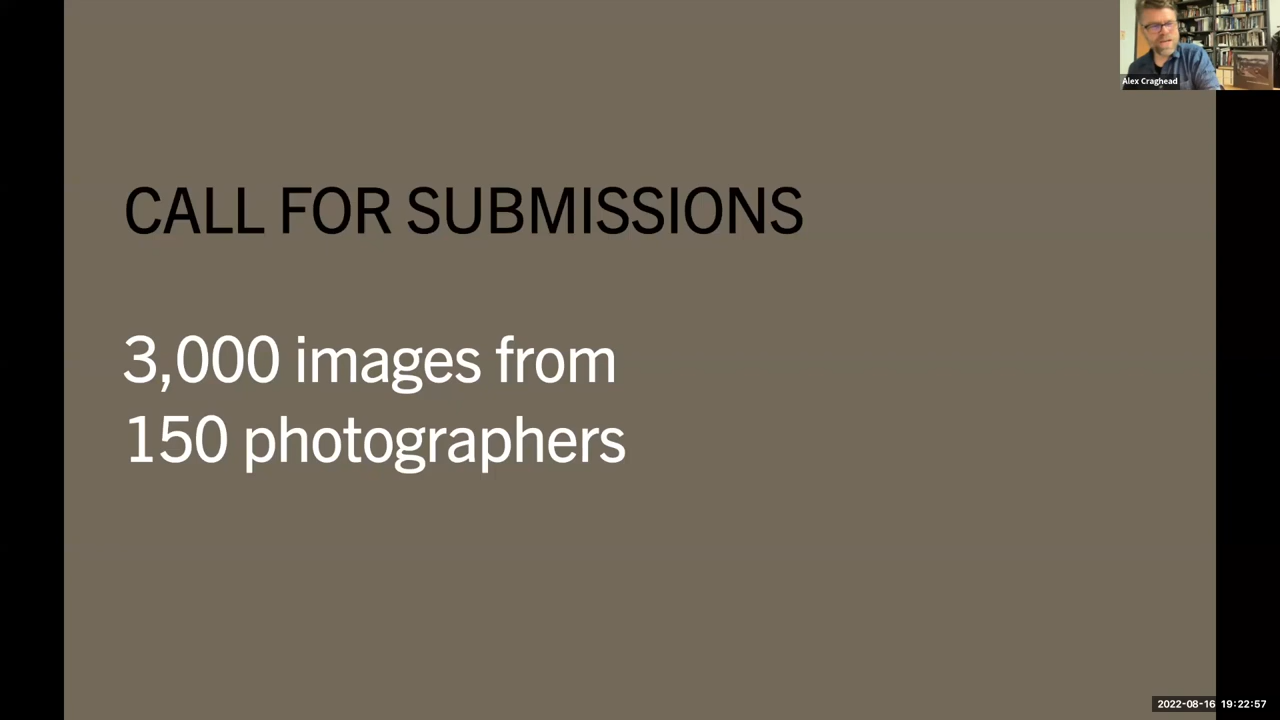 Alex Craghead
CALL FOR SUBMISSIONS
3,000 images from
150 photographers
2022-08-16 19:22:57